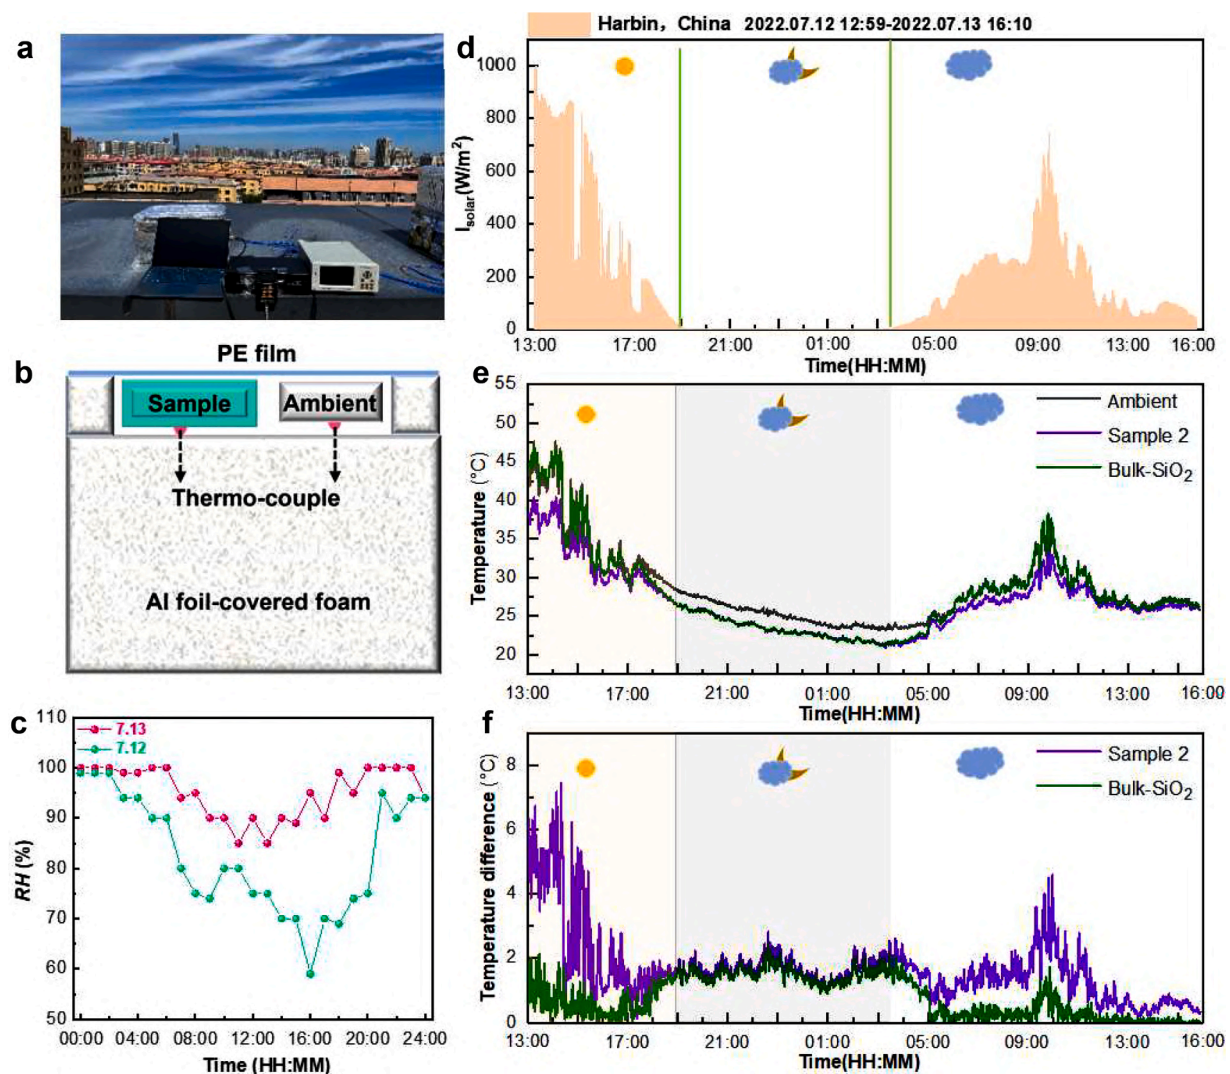 a
b
PE film
Sample
Ambient
Thermo-couple
Al foil-covered foam
c
110
100
90
80
70
60
50
RH (%)
7.13
7.12
00:00 04:00 08:00 12:00 16:00 20:00 24:00
Time (HH:MM)
d
Harbin, China 2022.07.12 12:59-2022.07.13 16:10
1000
800
600
400
200
0
Isolar(W/m²)
13:00 17:00 21:00 01:00 05:00 09:00 13:00 16:00
Time(HH:MM)
e
55
50
45
40
35
30
25
20
Temperature (°C)
Ambient
Sample 2
Bulk-SiO₂
13:00 17:00 21:00 01:00 05:00 09:00 13:00 16:00
Time(HH:MM)
f
8
6
4
2
0
Temperature difference (°C)
Sample 2
Bulk-SiO₂
13:00 17:00 21:00 01:00 05:00 09:00 13:00 16:00
Time(HH:MM)